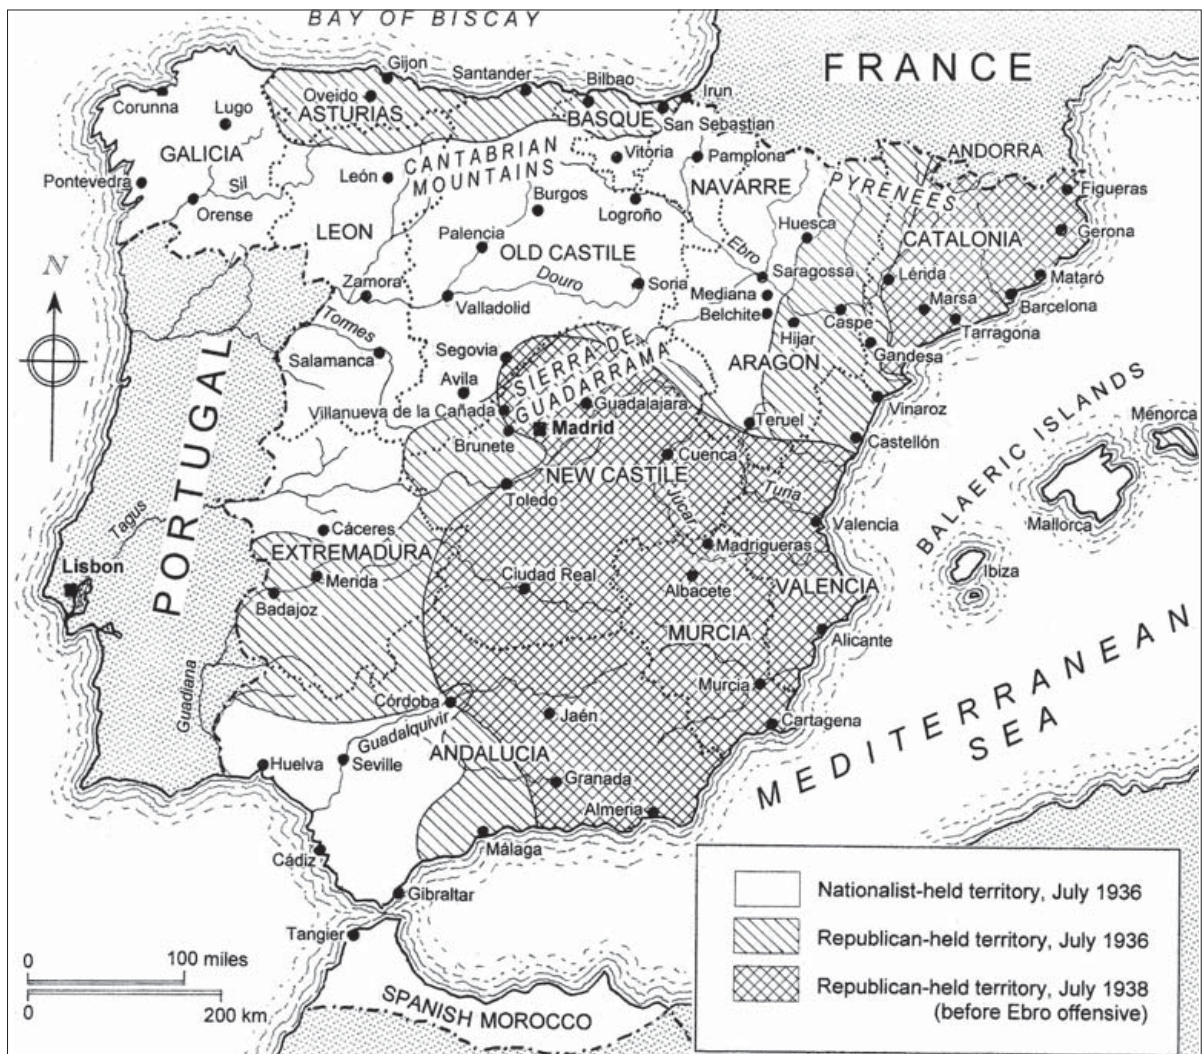 BAY OF BISCAY
FRANCE
Gijon
Santander
Bilbao
Irun
Corunna
Lugo
Oveido
ASTURIAS
BASQUE
San Sebastian
GALICIA
CANTABRIAN
MOUNTAINS
Vitoria
Pamplona
ANDORRA
Pontevedra
Sil
León
NAVARRE
PYRENEES
Figueras
Orense
Burgos
Logroño
Huesca
Gerona
LEON
Palencia
OLD CASTILE
Ebro
CATALONIA
N
Zamora
Valladolid
Douro
Soria
Saragossa
Lérida
Mataró
Mediana
Marsa
Barcelona
Belchite
Caspe
Tarragona
Tormes
Hijar
Salamanca
Segovia
SIERRA DE
GUADARRAMA
ARAGON
Gandesa
Avila
Villanueva de la Cañada
Guadalajara
Vinaroz
Brunete
Madrid
Teruel
Castellón
PORTUGAL
NEW CASTILE
Cuenca
BALAERIC ISLANDS
Menorca
Toledo
Júcar
Turia
Mallorca
Tagus
Cáceres
Valencia
EXTREMADURA
Madrigueras
Ibiza
Lisbon
Merida
Ciudad Real
Albacete
VALENCIA
Badajoz
MURCIA
Alicante
Guadiana
Murcia
MEDITERRANEAN
SEA
Córdoba
Jaén
Cartagena
Guadalquivir
ANDALUCIA
Huelva
Seville
Granada
Almeria
Cádiz
Málaga
Gibraltar
Tangier
SPANISH MOROCCO
0 100 miles
0 200 km
Nationalist-held territory, July 1936
Republican-held territory, July 1936
Republican-held territory, July 1938
(before Ebro offensive)